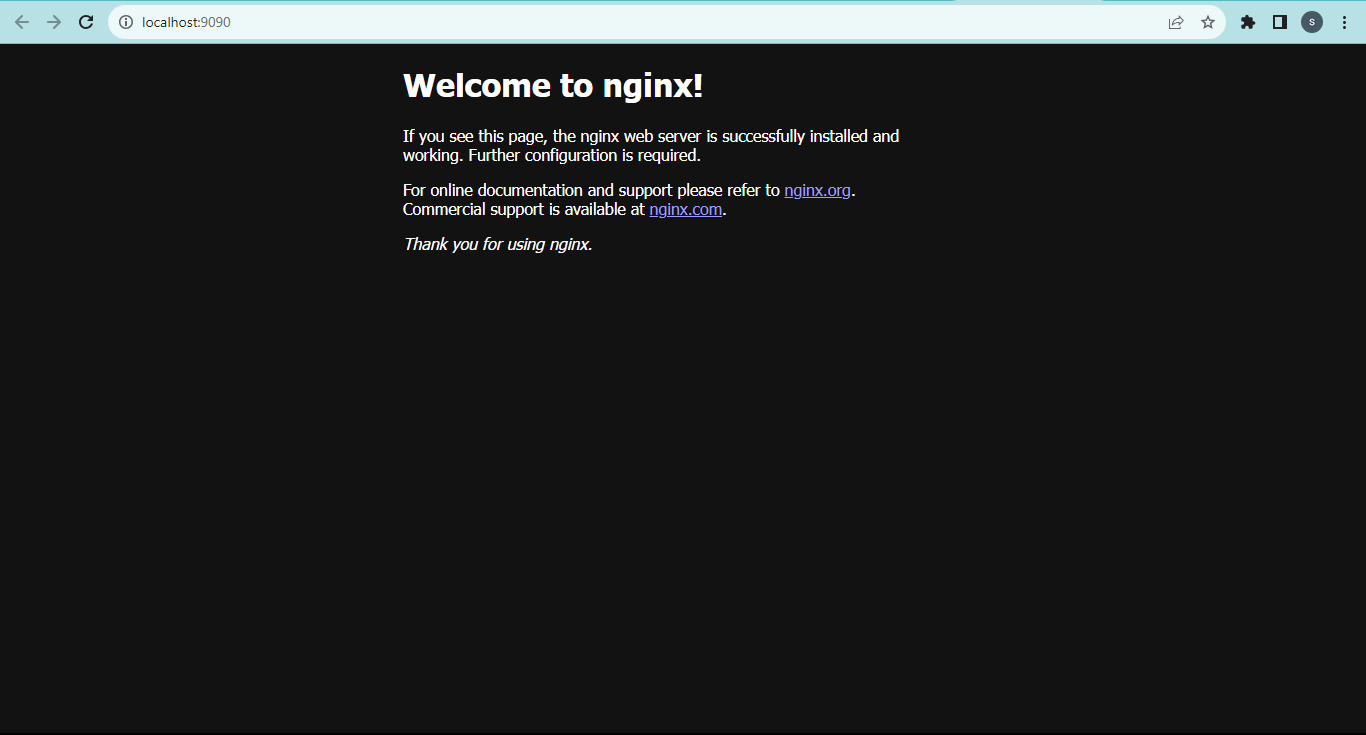 localhost:9090
S
Welcome to nginx!
If you see this page, the nginx web server is successfully installed and
working. Further configuration is required.
For online documentation and support please refer to nginx.org.
Commercial support is available at nginx.com.
Thank you for using nginx.